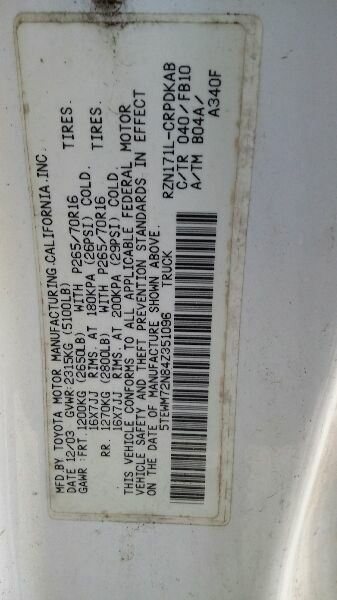 MFD BY TOYOTA MOTOR MANUFACTURING, CALIFORNIA, INC.
DATE 12/03 GVWR:2315KG (5100LB)
GAWR :FRT.1200KG (2650LB) WITH P265/70R16 TIRES.
16X7JJ RIMS. AT 180KPA (26PSI) COLD.
RR. 1270KG (2800LB) WITH P265/70R16 TIRES.
16X7JJ RIMS. AT 200KPA (29PSI) COLD.
THIS VEHICLE CONFORMS TO ALL APPLICABLE FEDERAL MOTOR
VEHICLE SAFETY AND THEFT PREVENTION STANDARDS IN EFFECT
ON THE DATE OF MANUFACTURE SHOWN ABOVE.
5TEWM72N84Z351096 TRUCK
RZN171L-CRPDKAB
C/TR 040/FB10
A/TM B04A/
A340F